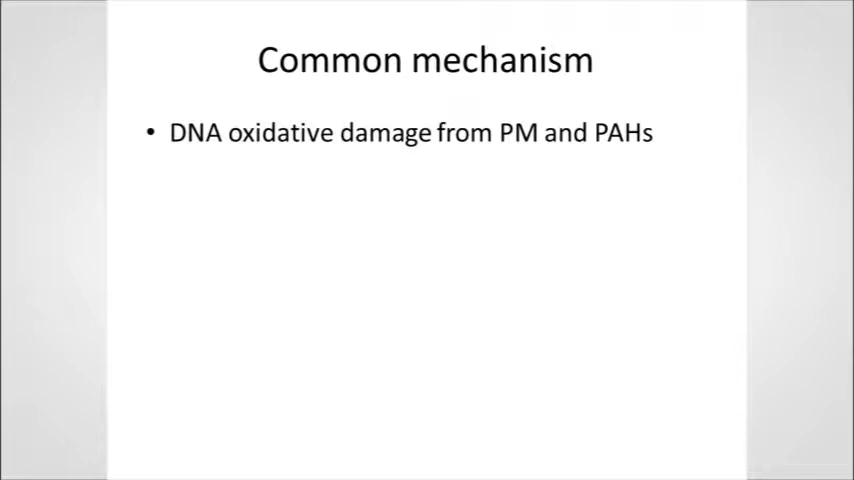 Common mechanism
• DNA oxidative damage from PM and PAHs